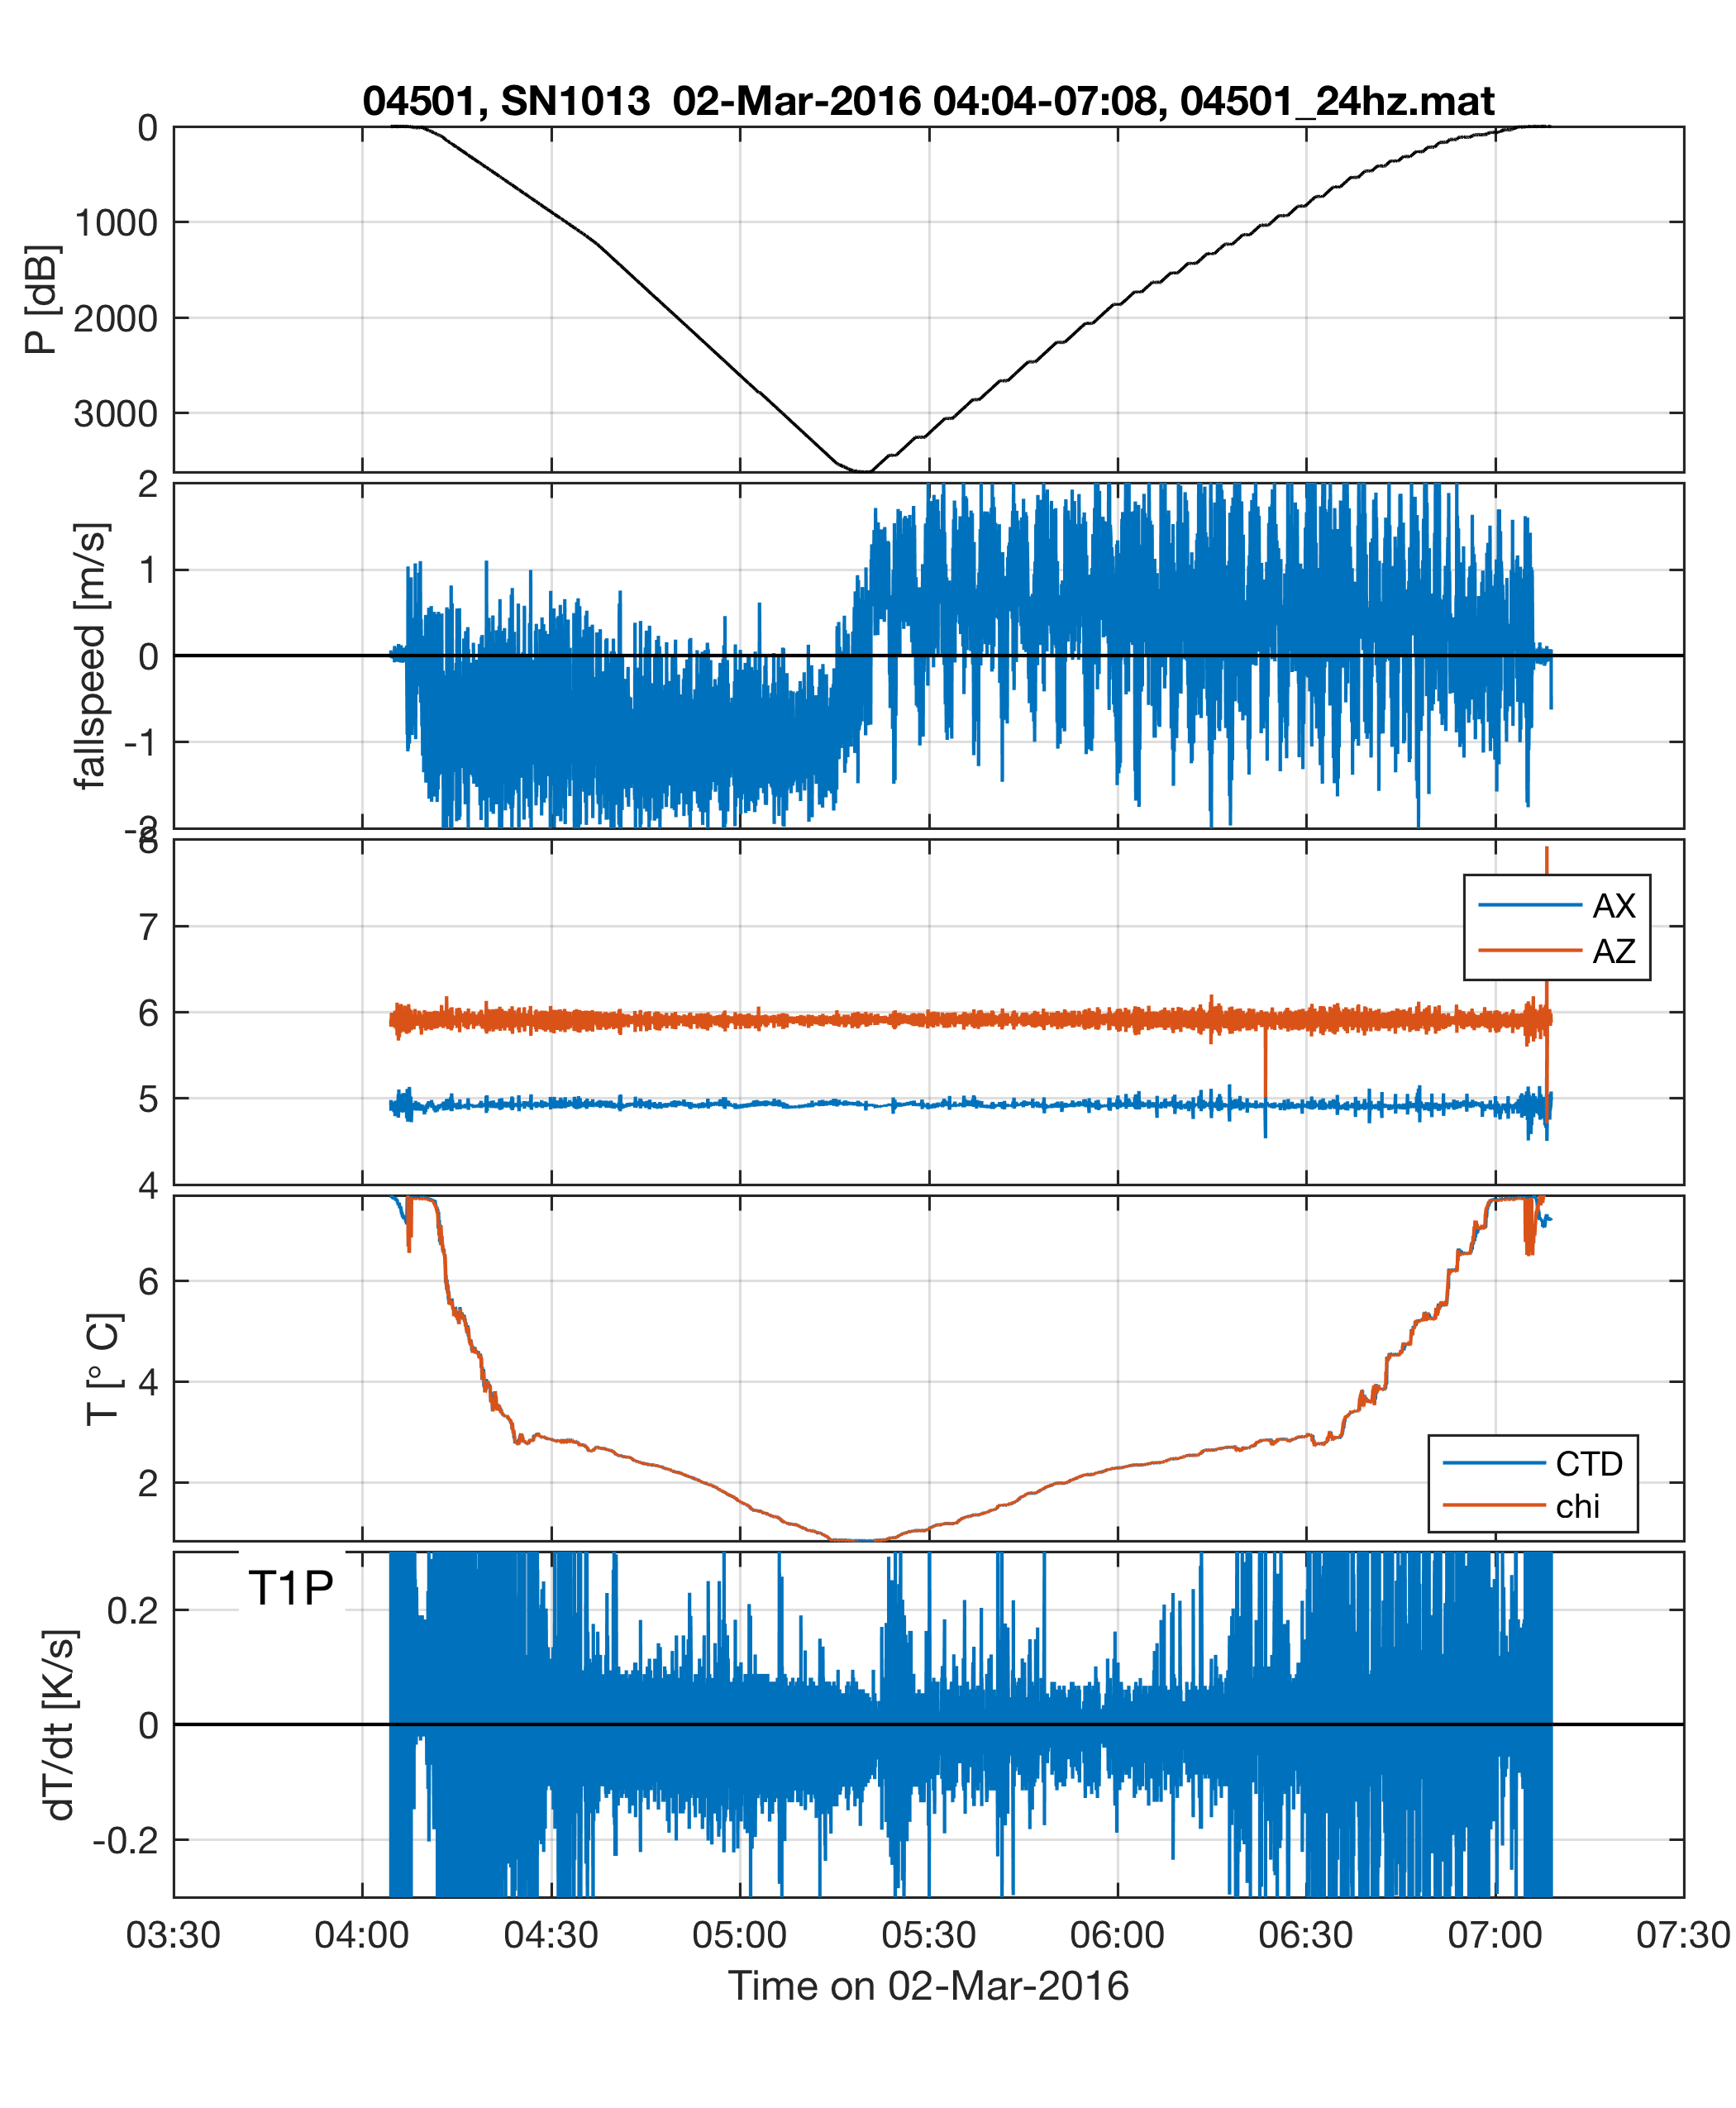 04501, SN1013  02-Mar-2016 04:04-07:08, 04501_24hz.mat
0
1000
2000
3000
P [dB]
2
1
0
-1
-2
fallspeed [m/s]
8
7
6
5
4
AX
AZ
6
4
2
T [° C]
CTD
chi
T1P
0.2
0
-0.2
dT/dt [K/s]
03:30 04:00 04:30 05:00 05:30 06:00 06:30 07:00 07:30
Time on 02-Mar-2016